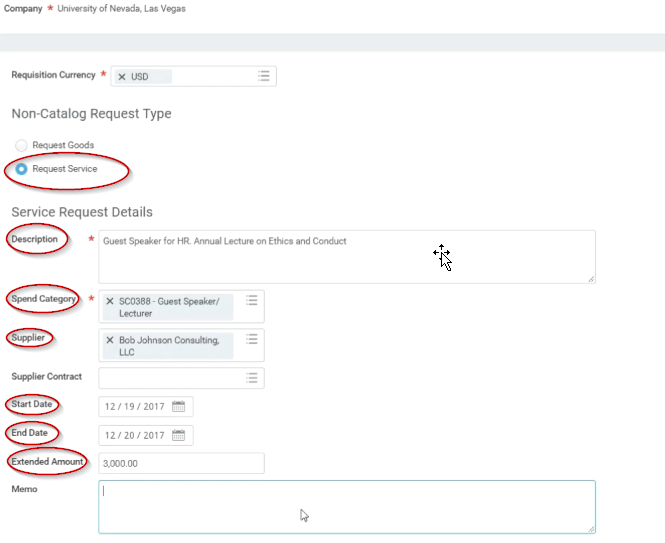 Company * University of Nevada, Las Vegas
Requisition Currency * × USD
Non-Catalog Request Type
Request Goods
Request Service
Service Request Details
Description * Guest Speaker for HR. Annual Lecture on Ethics and Conduct
Spend Category * × SC0388 - Guest Speaker/
Lecturer
Supplier × Bob Johnson Consulting,
LLC
Supplier Contract
Start Date 12 / 19 / 2017
End Date 12 / 20 / 2017
Extended Amount 3,000.00
Memo